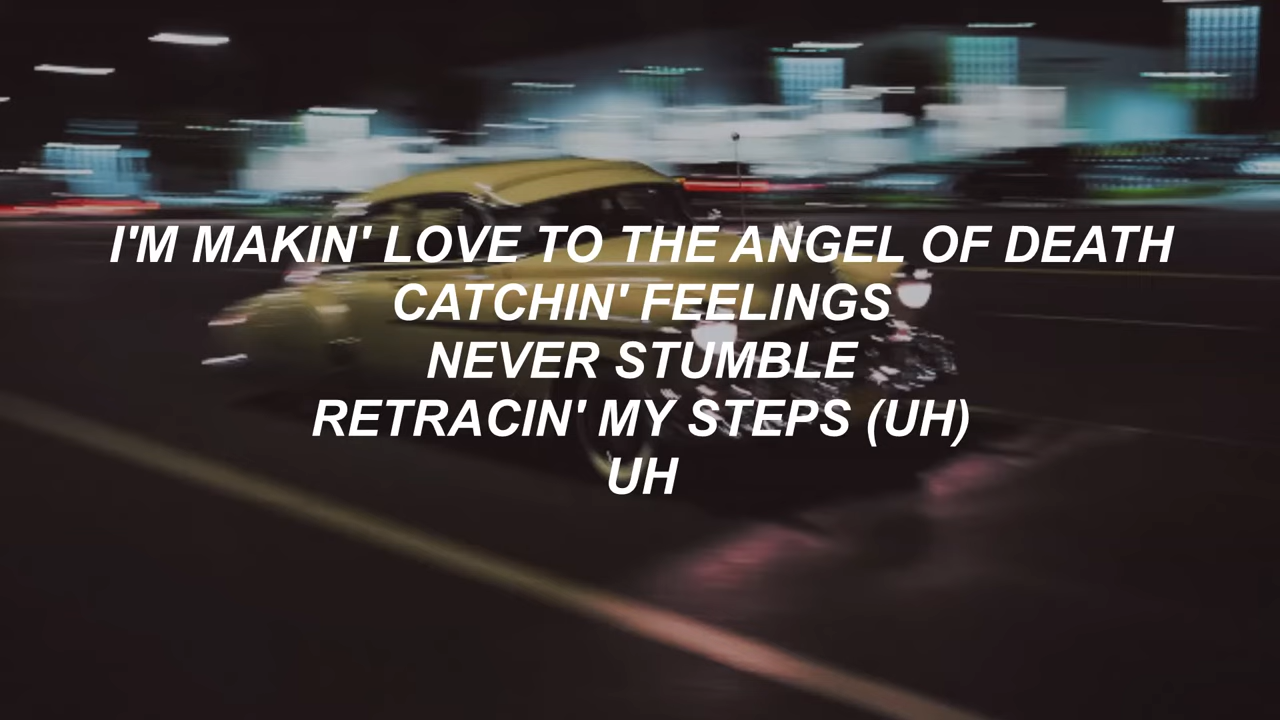 I'M MAKIN' LOVE TO THE ANGEL OF DEATH
CATCHIN' FEELINGS
NEVER STUMBLE
RETRACIN' MY STEPS (UH)
UH